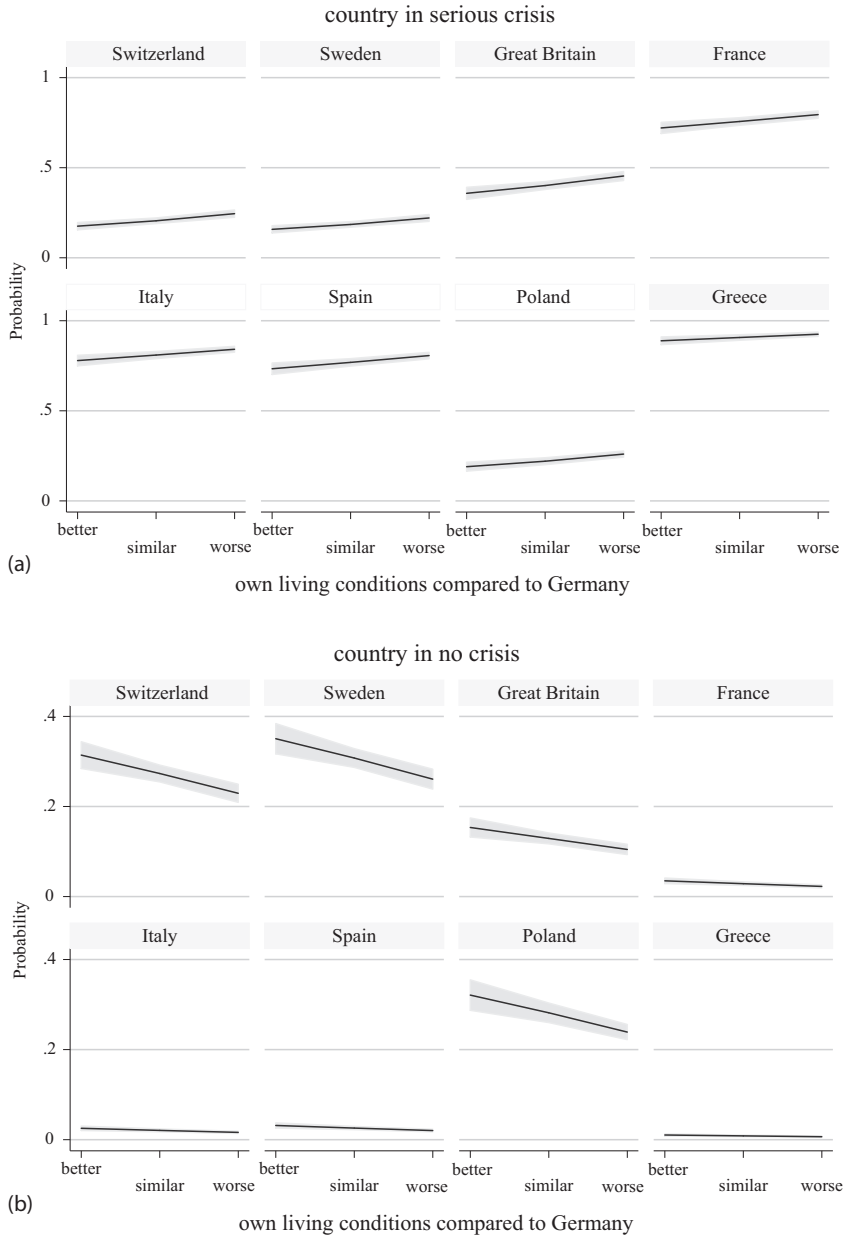 country in serious crisis
Switzerland Sweden Great Britain France
1
.5
0
Probability
Italy Spain Poland Greece
1
.5
0
better better better better
similar worse similar worse similar worse similar worse
(a)
own living conditions compared to Germany
country in no crisis
Switzerland Sweden Great Britain France
.4
.2
0
Probability
Italy Spain Poland Greece
.4
.2
0
better better better better
similar worse similar worse similar worse similar worse
(b)
own living conditions compared to Germany